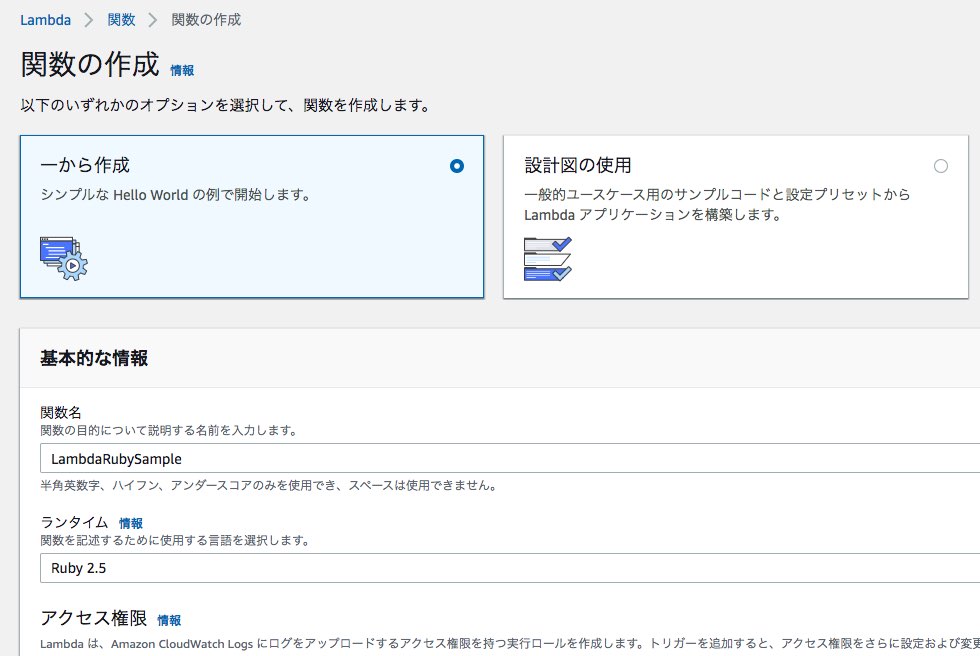 Lambda > 関数 > 関数の作成
関数の作成 情報
以下のいずれかのオプションを選択して、関数を作成します。
一から作成
シンプルな Hello World の例で開始します。
設計図の使用
一般的ユースケース用のサンプルコードと設定プリセットから
Lambda アプリケーションを構築します。
基本的な情報
関数名
関数の目的について説明する名前を入力します。
LambdaRubySample
半角英数字、ハイフン、アンダースコアのみを使用でき、スペースは使用できません。
ランタイム 情報
関数を記述するために使用する言語を選択します。
Ruby 2.5
アクセス権限 情報
Lambda は、Amazon CloudWatch Logs にログをアップロードするアクセス権限を持つ実行ロールを作成します。トリガーを追加すると、アクセス権限をさらに設定および変更